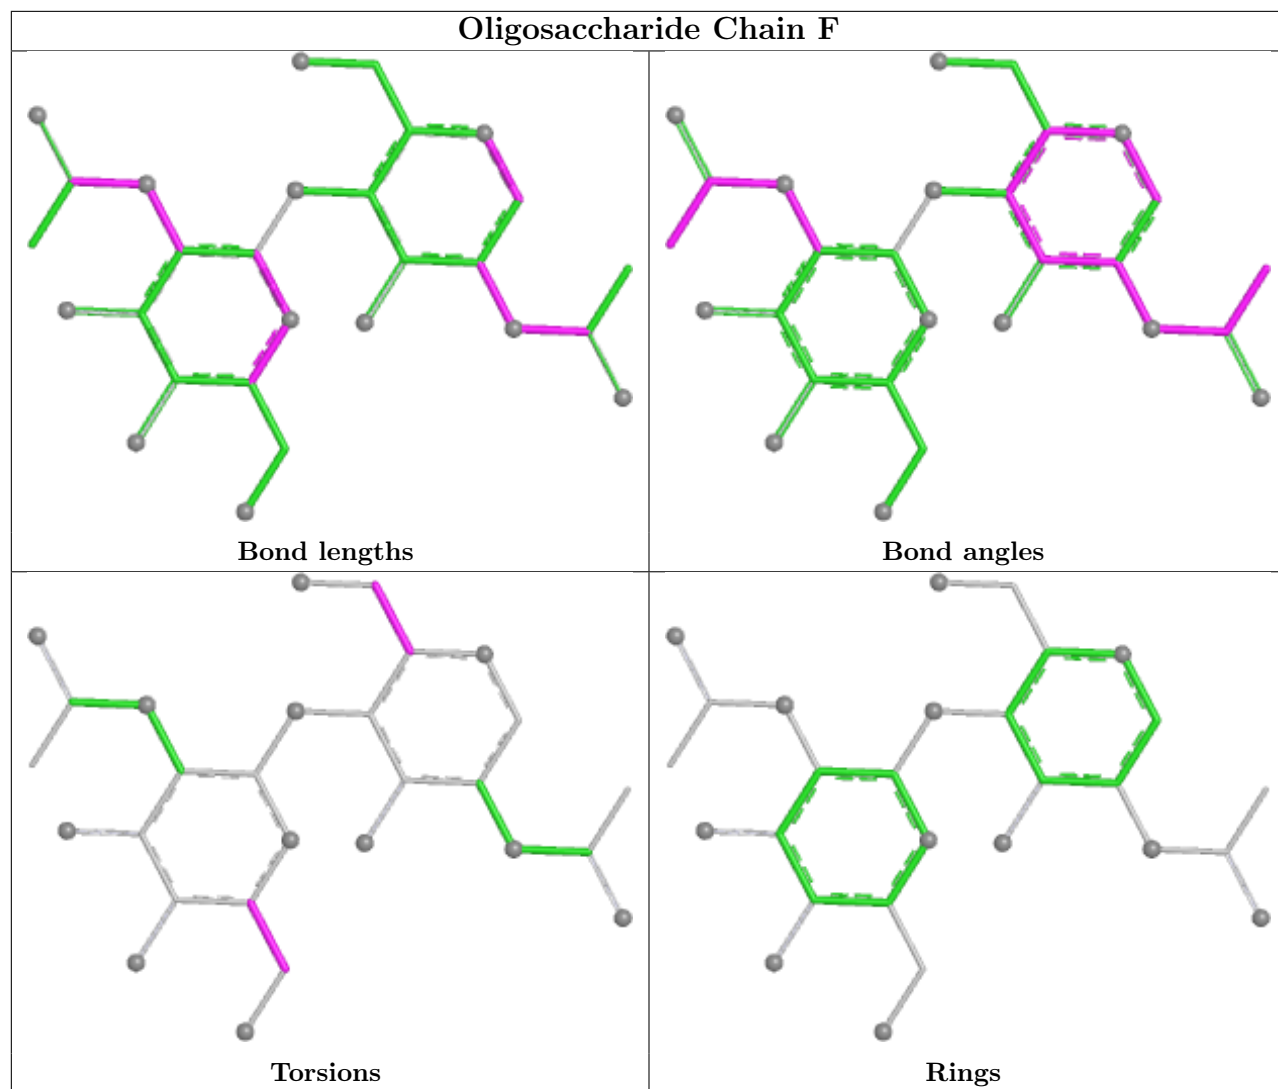 Oligosaccharide Chain F
Bond lengths
Bond angles
Torsions
Rings